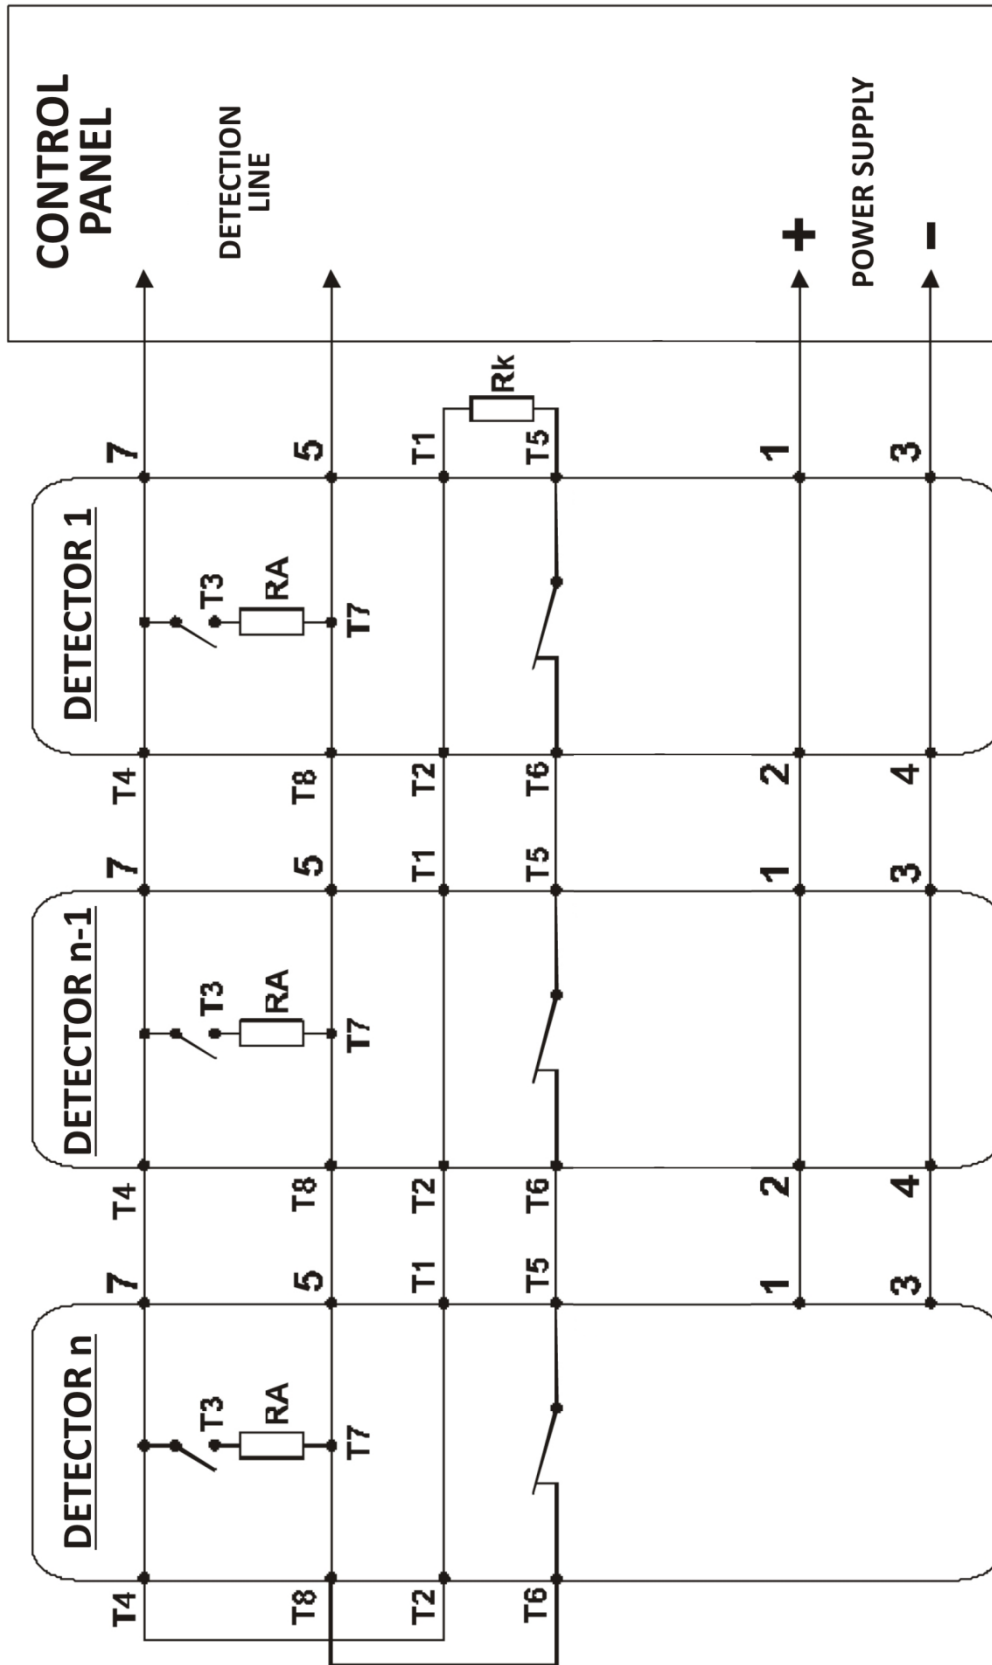 DETECTOR n DETECTOR n-1 DETECTOR 1 CONTROL
PANEL
T4 7 T4 7 T4 7
T3 T3 T3
DETECTION
LINE
RA RA RA
T8 5 T8 5 T8 5
T7 T7 T7
T2 T1 T2 T1 T2 T1
Rk
T6 T5 T6 T5 T6 T5
1 2 1 2 1 +
POWER SUPPLY
3 4 3 4 3 -